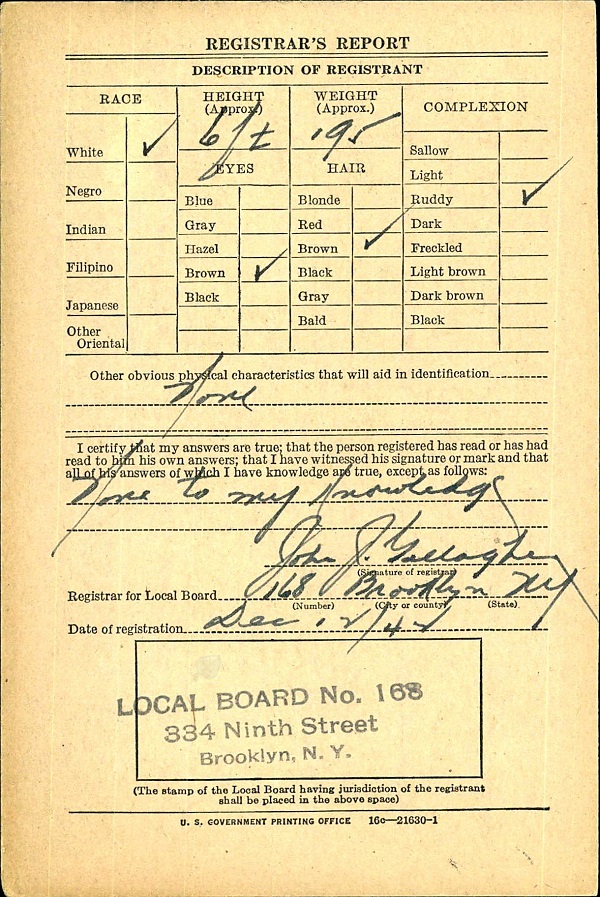 REGISTRAR'S REPORT
DESCRIPTION OF REGISTRANT
RACE
HEIGHT (Approx.)
WEIGHT (Approx.)
COMPLEXION
6 ft
195
White ✓
Negro
Indian
Filipino
Japanese
Other Oriental
EYES
Blue
Gray
Hazel
Brown ✓
Black
HAIR
Blonde
Red
Brown ✓
Black
Gray
Bald
Sallow
Light
Ruddy ✓
Dark
Freckled
Light brown
Dark brown
Black
Other obvious physical characteristics that will aid in identification
None
I certify that my answers are true; that the person registered has read or has had
read to him his own answers; that I have witnessed his signature or mark and that
all of his answers of which I have knowledge are true, except as follows:
None to my knowledge
John J. Gallagher
(Signature of registrar)
Registrar for Local Board 168 Brooklyn NY
(Number) (City or county) (State)
Date of registration Dec 12/42
LOCAL BOARD No. 168
334 Ninth Street
Brooklyn, N. Y.
(The stamp of the Local Board having jurisdiction of the registrant
shall be placed in the above space)
U. S. GOVERNMENT PRINTING OFFICE 16c—21630-1